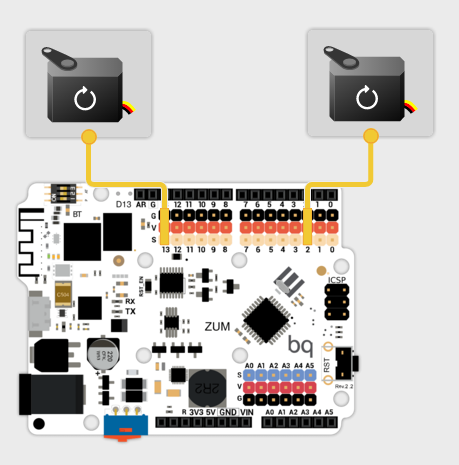 D13 AR G 12 11 10 9 8 7 6 5 4 3 1 0
BT
G
V
S
13 12 11 10 9 8 7 6 5 4 3 2 1 0
RST_EN
ICSP
RX
TX
ZUM
bq
220
2R2
RST
Rev.2.2
A0 A1 A2 A3 A4 A5
S
V
G
R 3V3 5V GND VIN A0 A1 A2 A3 A4 A5